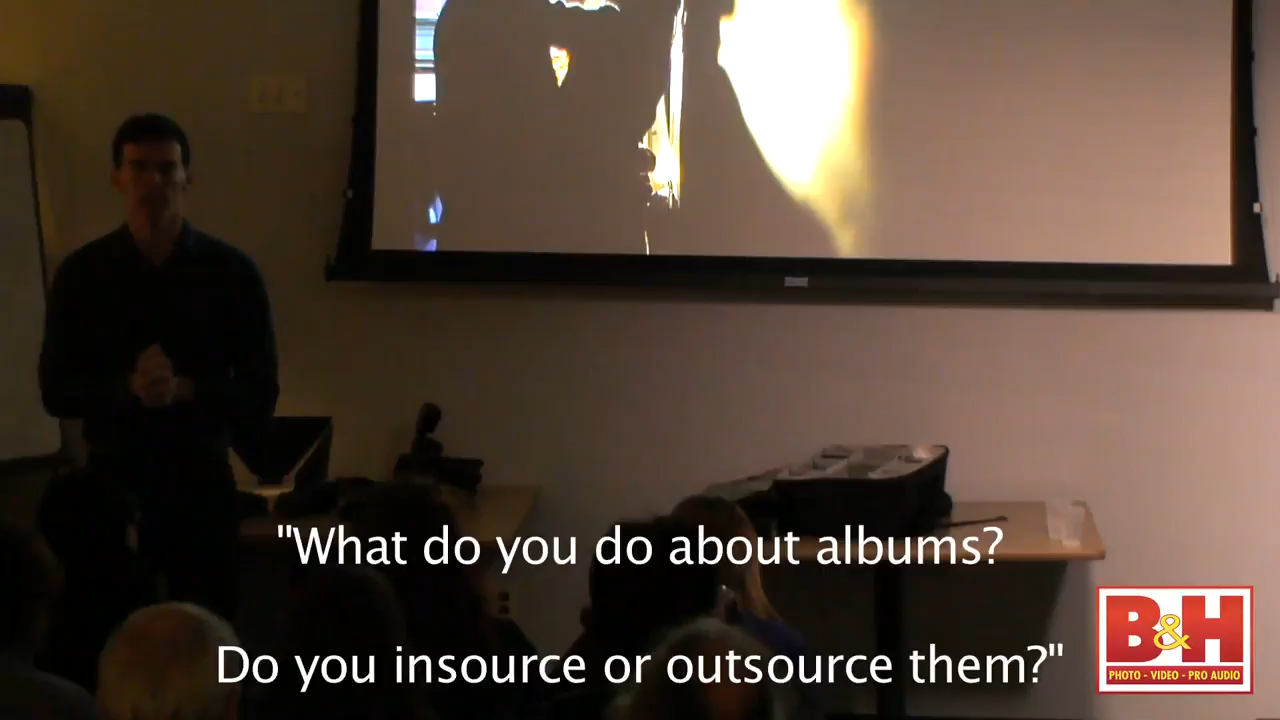 "What do you do about albums?
Do you insource or outsource them?"
B&H
PHOTO - VIDEO - PRO AUDIO